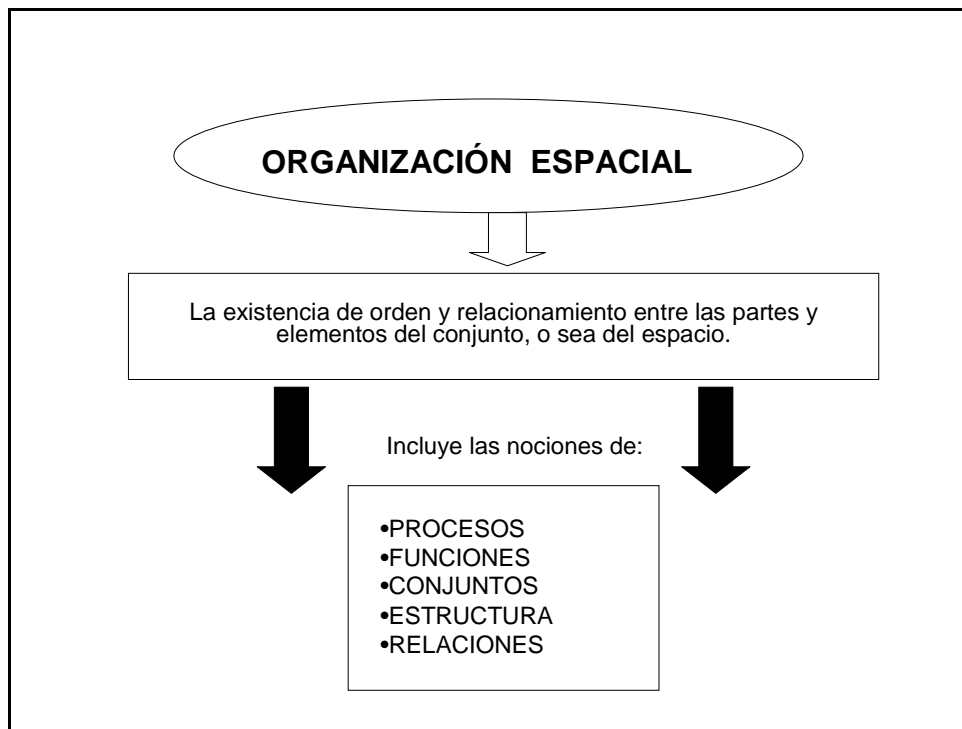 ORGANIZACIÓN ESPACIAL
La existencia de orden y relacionamiento entre las partes y
elementos del conjunto, o sea del espacio.
Incluye las nociones de:
•PROCESOS
•FUNCIONES
•CONJUNTOS
•ESTRUCTURA
•RELACIONES